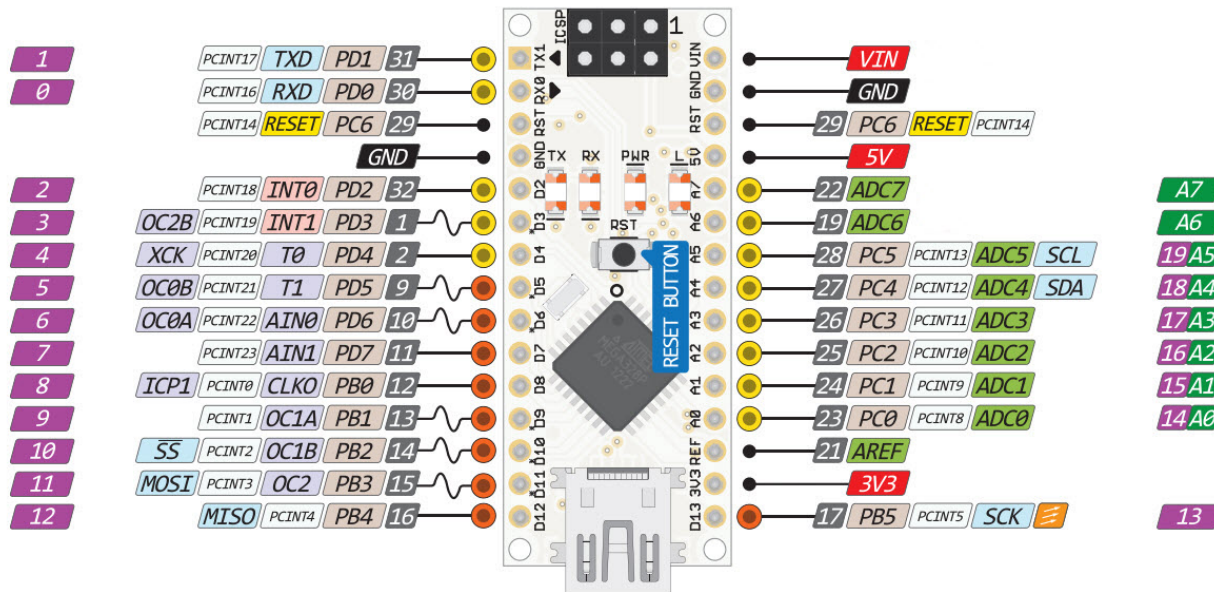 ICSP 1
1 PCINT17 TXD PD1 31 TX1 VIN VIN
0 PCINT16 RXD PD0 30 RX0 GND GND
PCINT14 RESET PC6 29 RST RST 29 PC6 RESET PCINT14
GND GND 5V 5V
TX RX PWR L
2 PCINT18 INT0 PD2 32 D2 A7 22 ADC7 A7
3 OC2B PCINT19 INT1 PD3 1 *D3 A6 19 ADC6 A6
RST
4 XCK PCINT20 T0 PD4 2 D4 A5 28 PC5 PCINT13 ADC5 SCL 19 A5
5 OC0B PCINT21 T1 PD5 9 *D5 A4 27 PC4 PCINT12 ADC4 SDA 18 A4
RESET BUTTON
6 OC0A PCINT22 AIN0 PD6 10 *D6 A3 26 PC3 PCINT11 ADC3 17 A3
7 PCINT23 AIN1 PD7 11 D7 A2 25 PC2 PCINT10 ADC2 16 A2
8 ICP1 PCINT0 CLKO PB0 12 D8 A1 24 PC1 PCINT9 ADC1 15 A1
9 PCINT1 OC1A PB1 13 *D9 A0 23 PC0 PCINT8 ADC0 14 A0
10 SS PCINT2 OC1B PB2 14 *D10 REF 21 AREF
11 MOSI PCINT3 OC2 PB3 15 *D11 3V3 3V3
12 MISO PCINT4 PB4 16 D12 D13 17 PB5 PCINT5 SCK 13